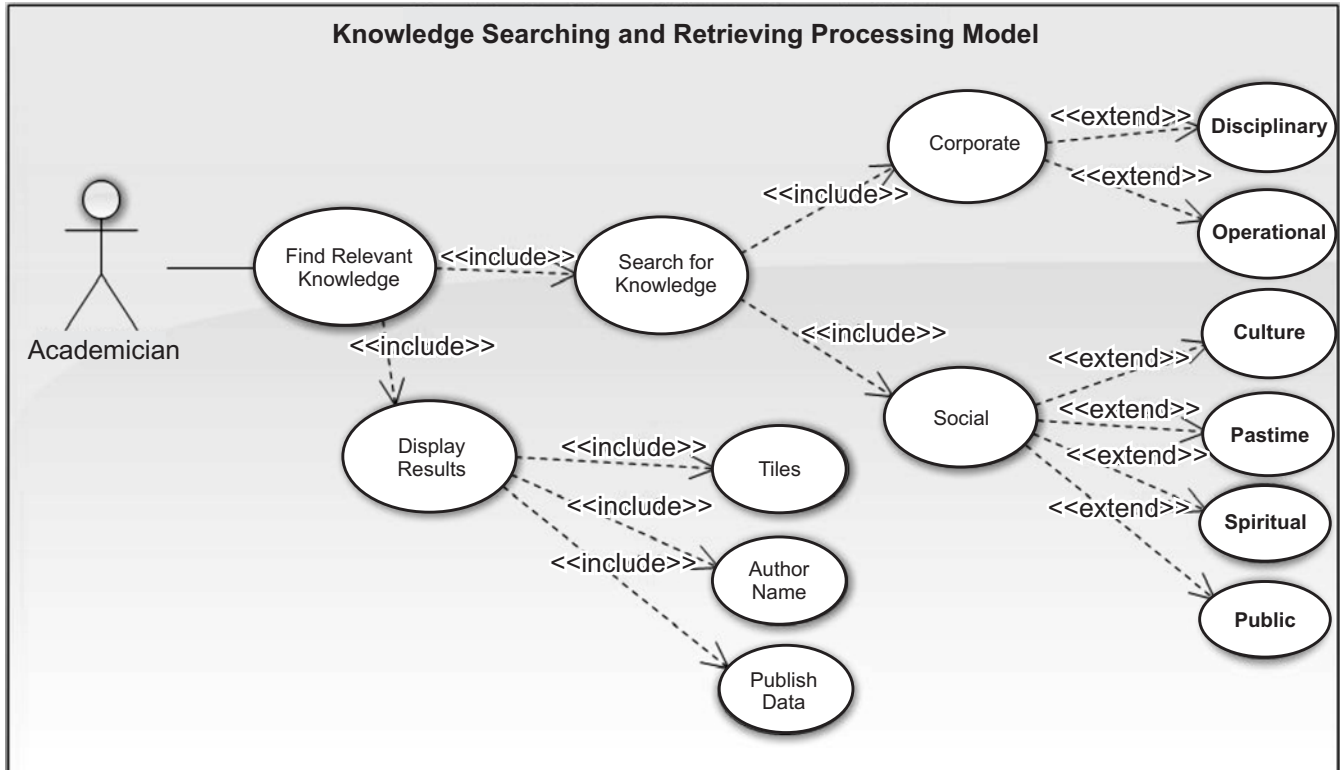 Knowledge Searching and Retrieving Processing Model
<<extend>>
Disciplinary
Corporate
<<extend>>
<<include>>
Operational
Find Relevant
Knowledge
<<include>>
Search for
Knowledge
Academician
<<include>>
<<include>>
Culture
<<extend>>
Social
<<extend>>
Pastime
Display
Results
<<include>>
Tiles
<<extend>>
<<include>>
<<extend>>
Spiritual
<<include>>
Author
Name
Public
Publish
Data